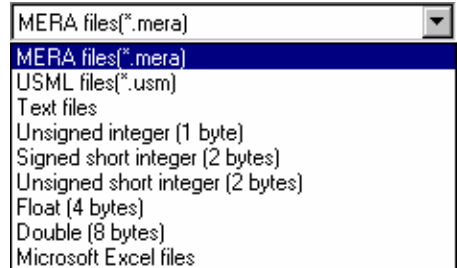 MERA files(*.mera)
MERA files(*.mera)
USML files(*.usm)
Text files
Unsigned integer (1 byte)
Signed short integer (2 bytes)
Unsigned short integer (2 bytes)
Float (4 bytes)
Double (8 bytes)
Microsoft Excel files